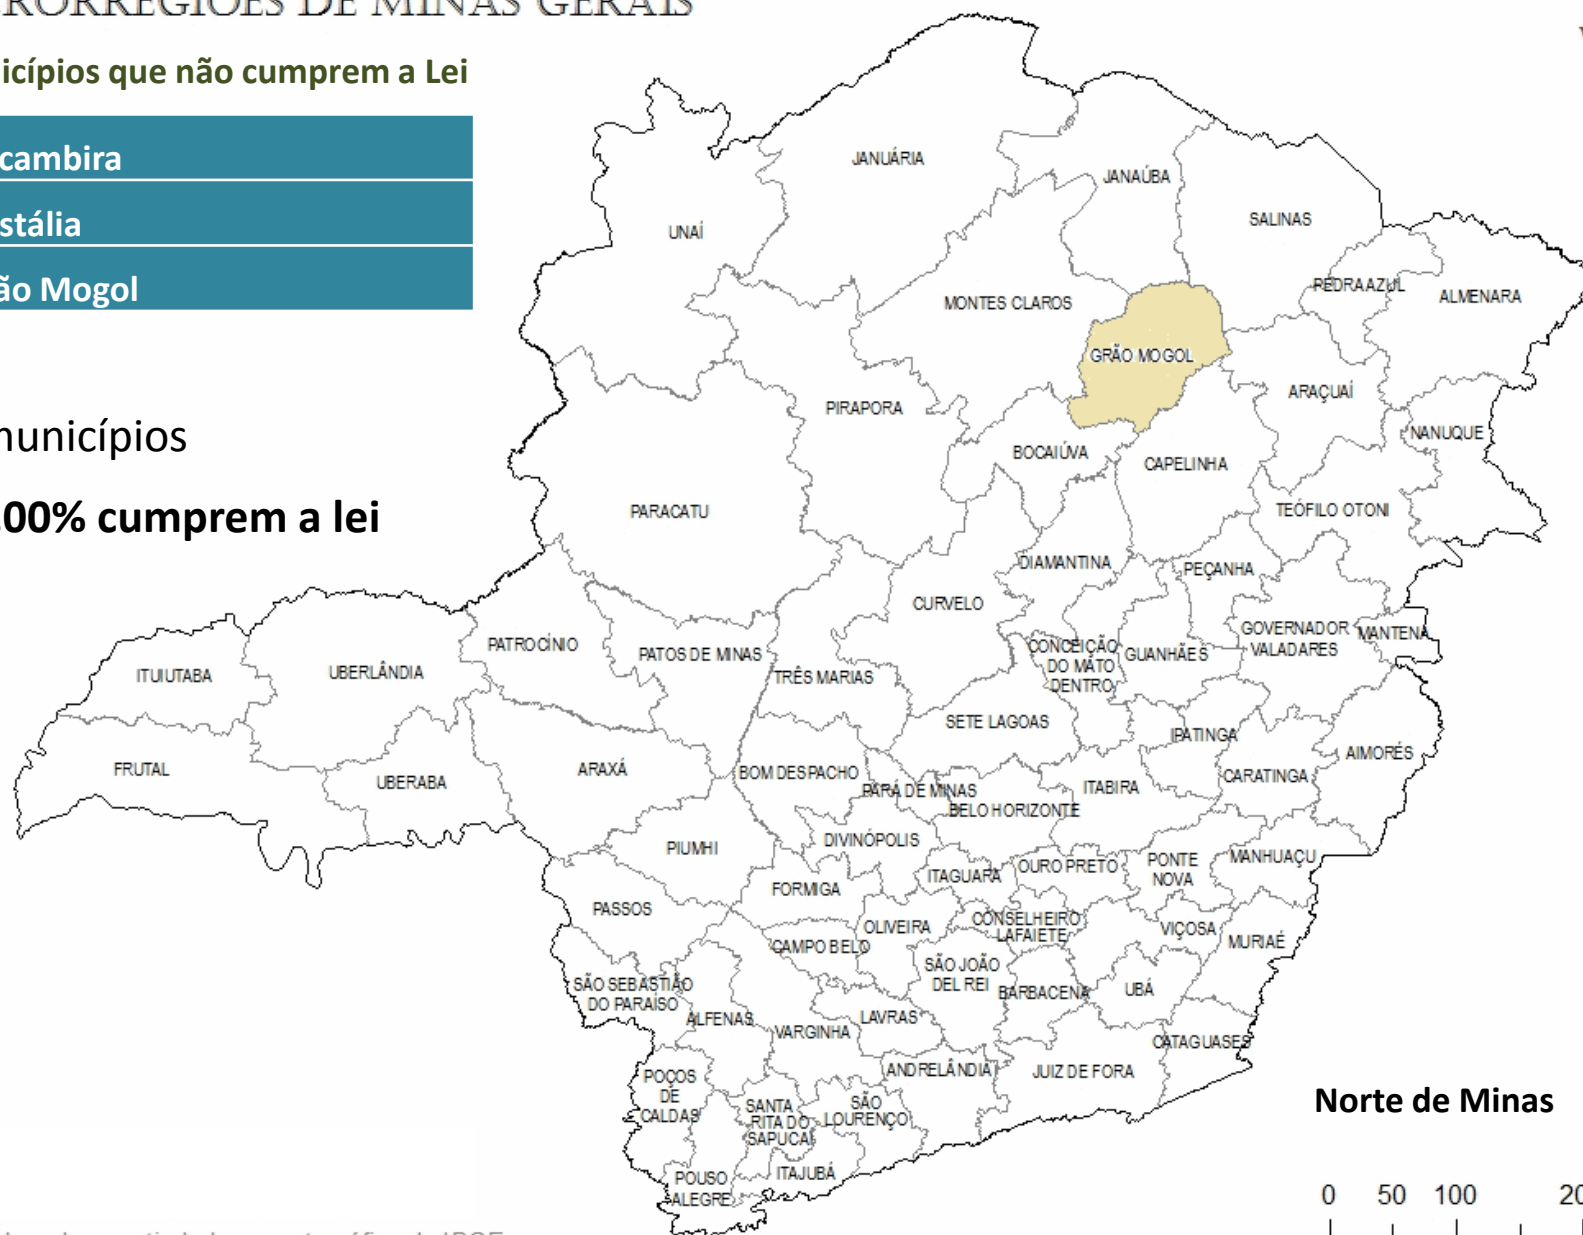 RORREGIÕES DE MINAS GERAIS
icípios que não cumprem a Lei
cambira
stália
ão Mogol
municípios
00% cumprem a lei
JANUÁRIA
JANAÚBA
SALINAS
UNAÍ
PEDRA AZUL
ALMENARA
MONTES CLAROS
GRÃO MOGOL
ARAÇUAÍ
PIRAPORA
NANUQUE
BOCAIÚVA
CAPELINHA
PARACATU
TEÓFILO OTONI
DIAMANTINA
PEÇANHA
CURVELO
PATROCÍNIO
PATOS DE MINAS
CONCEIÇÃO
DO MATO
DENTRO
GUANHÃES
GOVERNADOR
VALADARES
MANTENA
ITUIUTABA
UBERLÂNDIA
TRÊS MARIAS
SETE LAGOAS
IPATINGA
AIMORÉS
FRUTAL
UBERABA
ARAXÁ
BOM DESPACHO
PARÁ DE MINAS
BELO HORIZONTE
ITABIRA
CARATINGA
PIUMHI
DIVINÓPOLIS
ITAGUARA
OURO PRETO
PONTE
NOVA
MANHUAÇU
FORMIGA
PASSOS
CAMPO BELO
OLIVEIRA
CONSELHEIRO
LAFAIETE
VIÇOSA
MURIAÉ
SÃO SEBASTIÃO
DO PARAÍSO
SÃO JOÃO
DEL REI
BARBACENA
UBÁ
ALFENAS
VARGINHA
LAVRAS
CATAGUASES
POÇOS
DE
CALDAS
ANDRELÂNDIA
JUIZ DE FORA
SANTA
RITA DO
SAPUCAÍ
SÃO
LOURENÇO
Norte de Minas
POUSO
ALEGRE
ITAJUBÁ
0 50 100 20